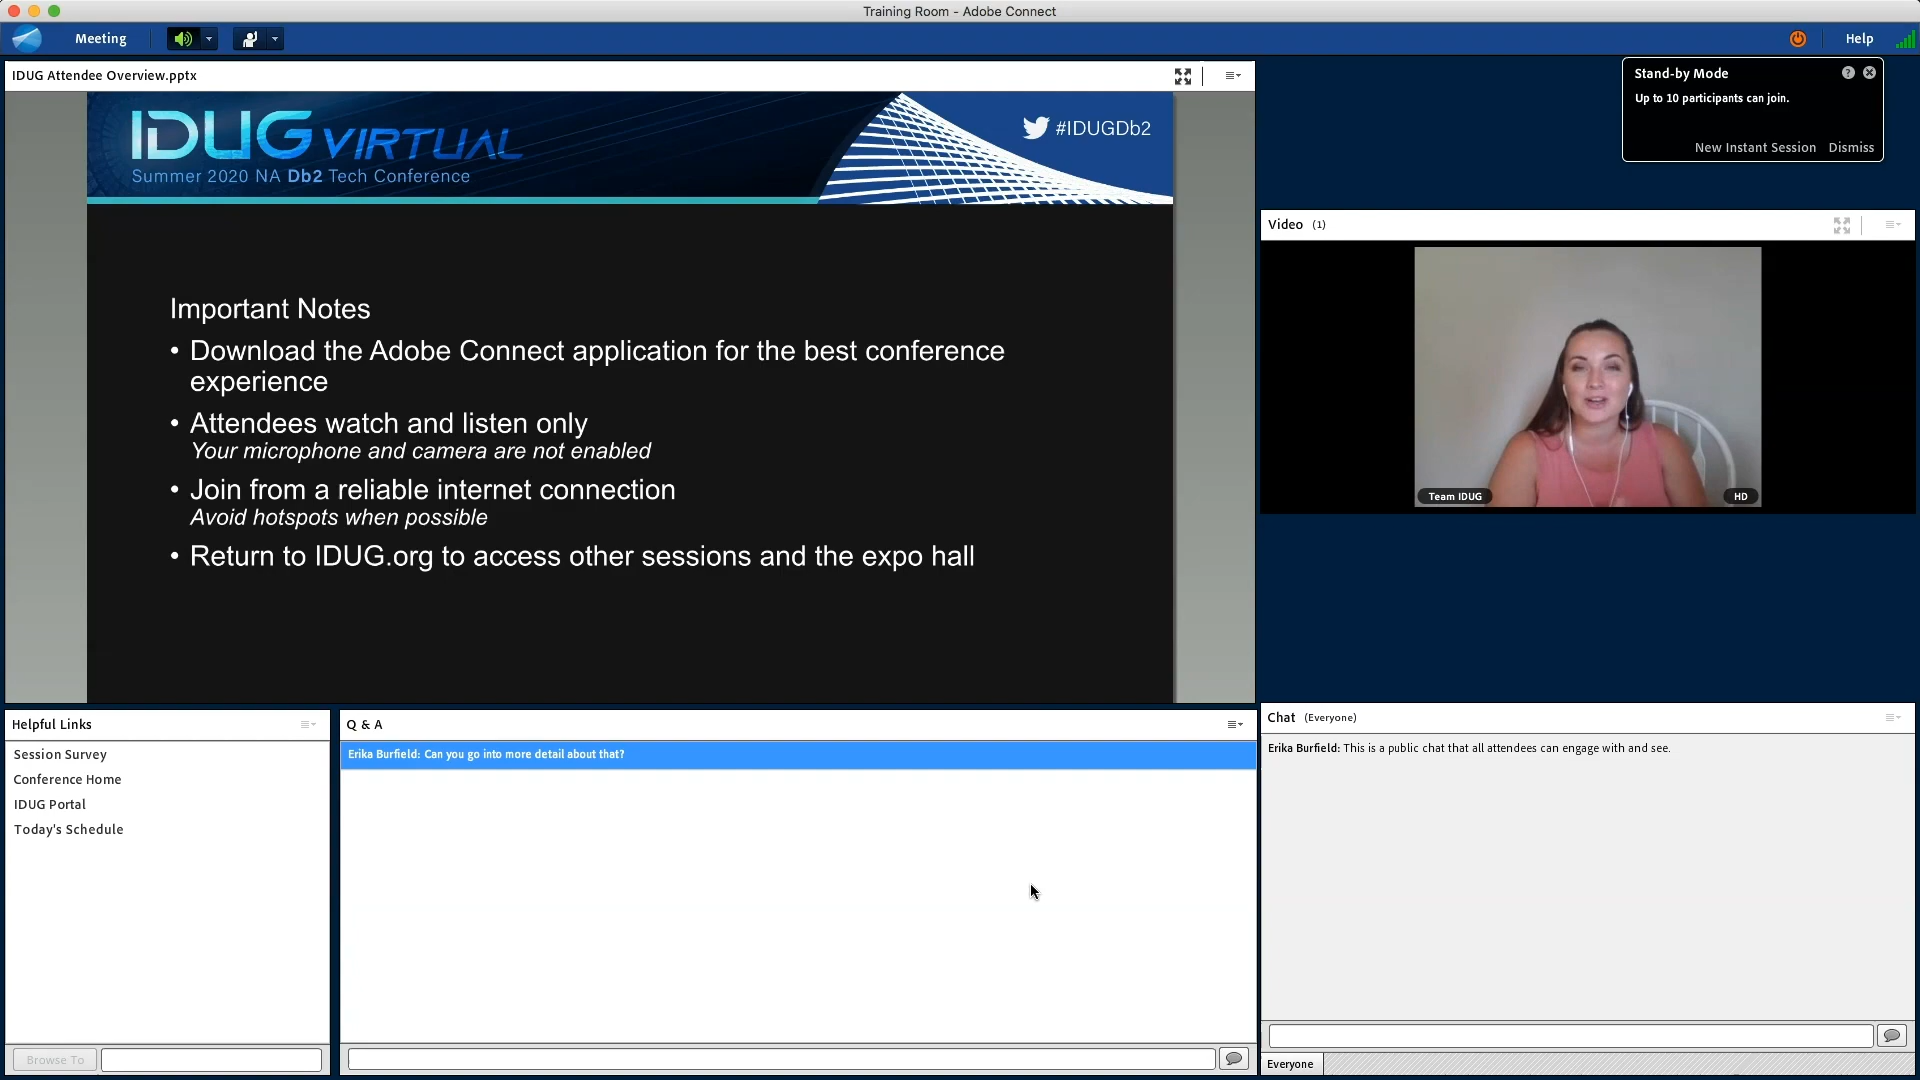 Training Room - Adobe Connect
Meeting
Help
IDUG Attendee Overview.pptx
IDUG VIRTUAL
Summer 2020 NA Db2 Tech Conference
#IDUGDb2
Important Notes
• Download the Adobe Connect application for the best conference
experience
• Attendees watch and listen only
Your microphone and camera are not enabled
• Join from a reliable internet connection
Avoid hotspots when possible
• Return to IDUG.org to access other sessions and the expo hall
Stand-by Mode
Up to 10 participants can join.
New Instant Session Dismiss
Video (1)
Team IDUG
HD
Helpful Links
Session Survey
Conference Home
IDUG Portal
Today's Schedule
Browse To
Q & A
Erika Burfield: Can you go into more detail about that?
Chat (Everyone)
Erika Burfield: This is a public chat that all attendees can engage with and see.
Everyone